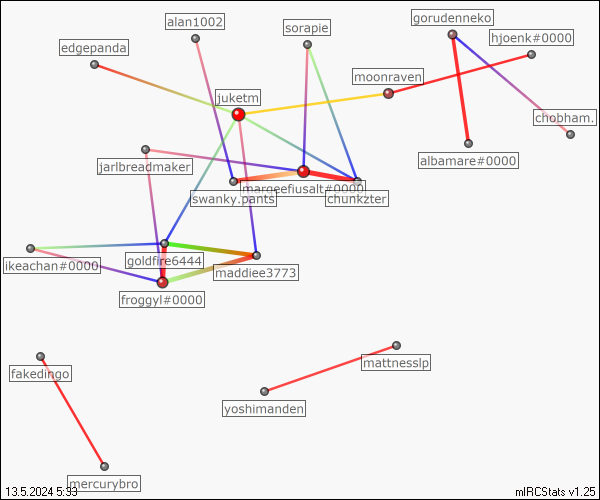 alan1002
gorudenneko
sorapie
hjoenk#0000
edgepanda
moonraven
juketm
chobham.
albamare#0000
jarlbreadmaker
margeefiusalt#0000
swanky.pants
chunkzter
goldfire6444
ikeachan#0000
maddiee3773
froggyl#0000
mattnesslp
fakedingo
yoshimanden
mercurybro
13.5.2024 5:33
mIRCStats v1.25